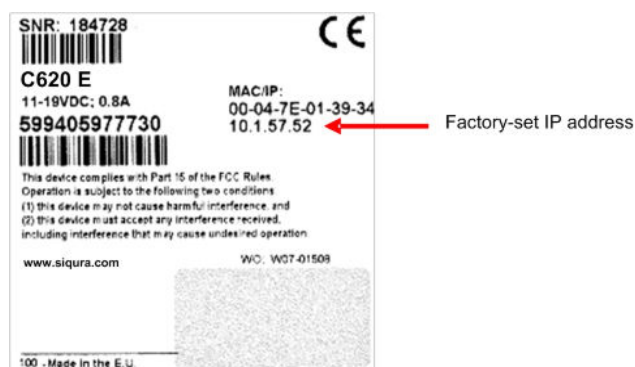 SNR: 184728
CE
C620 E
11-19VDC; 0.8A
599405977730
MAC/IP:
00-04-7E-01-39-34
10.1.57.52
Factory-set IP address
This device complies with Part 15 of the FCC Rules.
Operation is subject to the following two conditions
(1) this device may not cause harmful interference, and
(2) this device must accept any interference received,
including interference that may cause undesired operation
www.siqura.com
WO: W07-01508
100 - Made in the E.U.